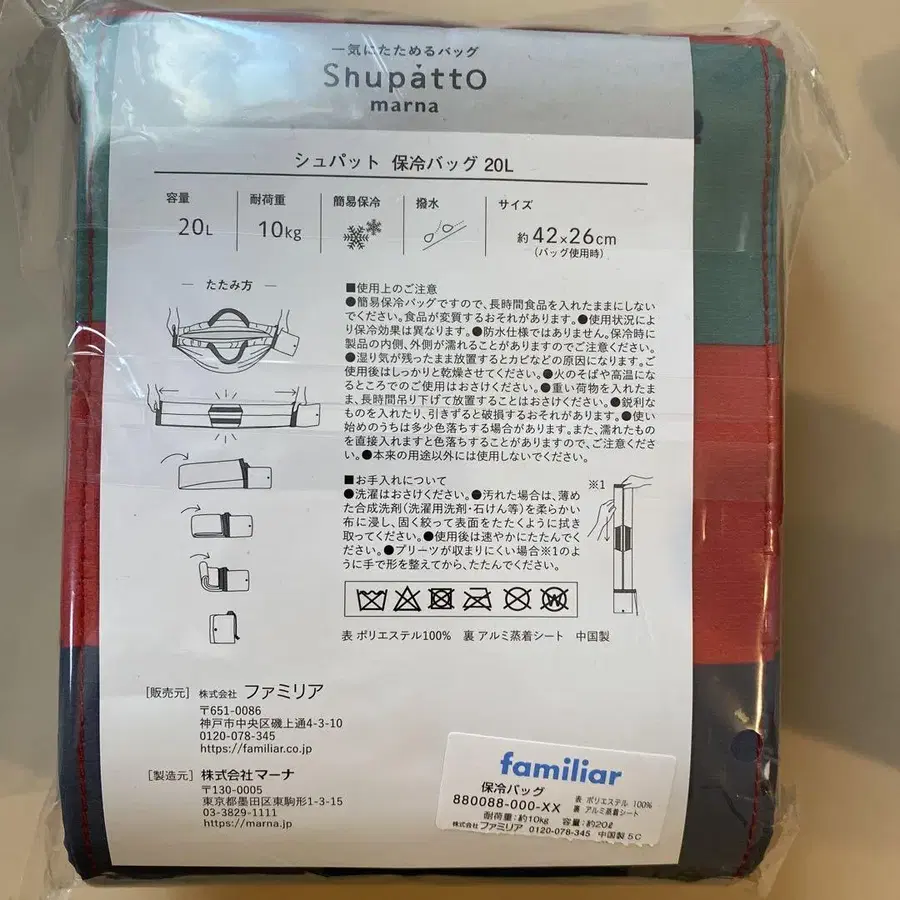 一気にたためるバッグ
Shupatto
marna
シュパット 保冷バッグ 20L
容量
20L
耐荷重
10kg
簡易保冷
撥水
サイズ
約 42×26cm
(バッグ使用時)
— たたみ方 —
■使用上のご注意
●簡易保冷バッグですので、長時間食品を入れたままにしない
でください。食品が変質するおそれがあります。●使用状況によ
り保冷効果は異なります。●防水仕様ではありません。保冷時に
製品の内側、外側が濡れることがありますのでご注意ください。
●湿り気が残ったまま放置するとカビなどの原因になります。ご
使用後はしっかりと乾燥させてください。●火のそばや高温にな
るところでのご使用はおさけください。●重い荷物を入れたま
ま、長時間吊り下げて放置することはおさけください。●鋭利な
ものを入れたり、引きずると破損するおそれがあります。●使い
始めのうちは多少色落ちする場合があります。また、濡れたもの
を直接入れますと色落ちすることがありますので、ご注意くださ
い。●本来の用途以外には使用しないでください。
■お手入れについて
●洗濯はおさけください。●汚れた場合は、薄め
た合成洗剤(洗濯用洗剤・石けん等)を柔らかい
布に浸し、固く絞って表面をたたくように拭き
取ってください。●使用後は速やかにたたんでく
ださい。●プリーツが収まりにくい場合※1のよ
うに手で形を整えてから、たたんでください。
※1
表 ポリエステル100% 裏 アルミ蒸着シート 中国製
[販売元] 株式会社 ファミリア
〒651-0086
神戸市中央区磯上通4-3-10
0120-078-345
https://familiar.co.jp
[製造元] 株式会社マーナ
〒130-0005
東京都墨田区東駒形1-3-15
03-3829-1111
https://marna.jp
familiar
保冷バッグ
880088-000-XX
表 ポリエステル 100%
裏 アルミ蒸着シート
耐荷重:約10kg 容量:約20ℓ
株式会社 ファミリア 0120-078-345 中国製 5C